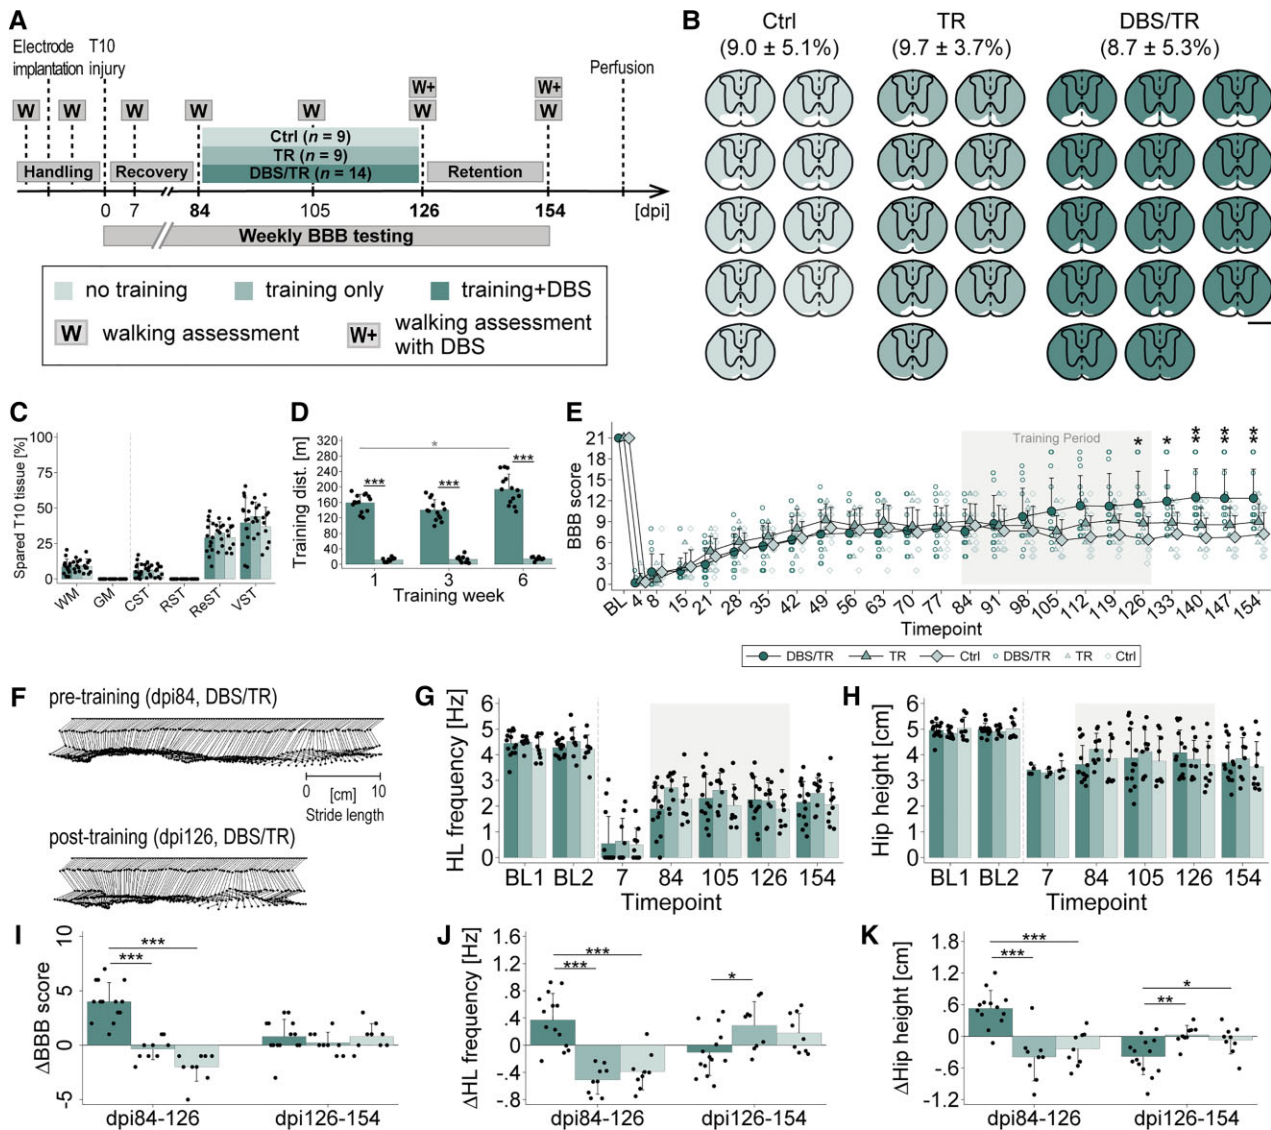 A
Electrode
implantation
T10
injury
Perfusion
W
W
W
W
W
W+
W
W+
W
Ctrl (n = 9)
TR (n = 9)
DBS/TR (n = 14)
Handling
Recovery
Retention
0
7
84
105
126
154
[dpi]
Weekly BBB testing
no training
training only
training+DBS
W
walking assessment
W+
walking assessment
with DBS
B
Ctrl
(9.0 ± 5.1%)
TR
(9.7 ± 3.7%)
DBS/TR
(8.7 ± 5.3%)
C
Spared T10 tissue [%]
100
75
50
25
0
WM
GM
CST
RST
ReST
VST
D
Training dist. [m]
320
280
240
200
160
120
80
40
0
*
***
***
***
1
3
6
Training week
E
BBB score
21
18
15
12
9
6
3
0
Training Period
*
*
**
**
**
BL
4
8
15
21
28
35
42
49
56
63
70
77
84
91
98
105
112
119
126
133
140
147
154
Timepoint
DBS/TR
TR
Ctrl
DBS/TR
TR
Ctrl
F
pre-training (dpi84, DBS/TR)
0
[cm]
10
Stride length
post-training (dpi126, DBS/TR)
G
HL frequency [Hz]
6
5
4
3
2
1
0
BL1
BL2
7
84
105
126
154
Timepoint
H
Hip height [cm]
6
5
4
3
2
1
0
BL1
BL2
7
84
105
126
154
Timepoint
I
ΔBBB score
10
5
0
-5
***
***
dpi84-126
dpi126-154
J
ΔHL frequency [Hz]
1.6
1.2
.8
.4
0
-.4
-.8
***
***
*
dpi84-126
dpi126-154
K
ΔHip height [cm]
1.8
1.2
.6
0
-.6
-1.2
***
***
*
**
dpi84-126
dpi126-154